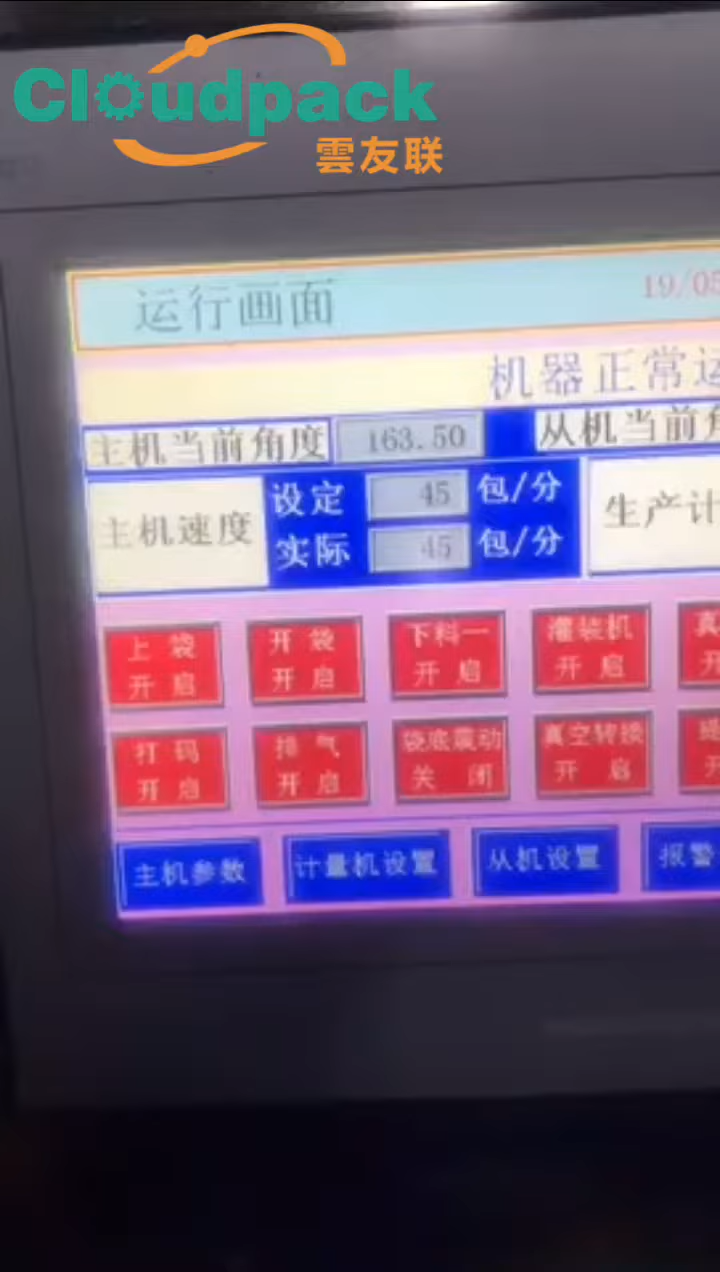 Cloudpack
雲友联
运行画面
19/05
机器正常运
主机当前角度 163.50 从机当前角
主机速度 设定 45 包/分 生产计
实际 45 包/分
上袋 开启
开袋 开启
下料一 开启
灌装机 开启
真 开
打码 开启
排气 开启
袋底震动 关闭
真空转换 开启
开
主机参数 计量机设置 从机设置 报警